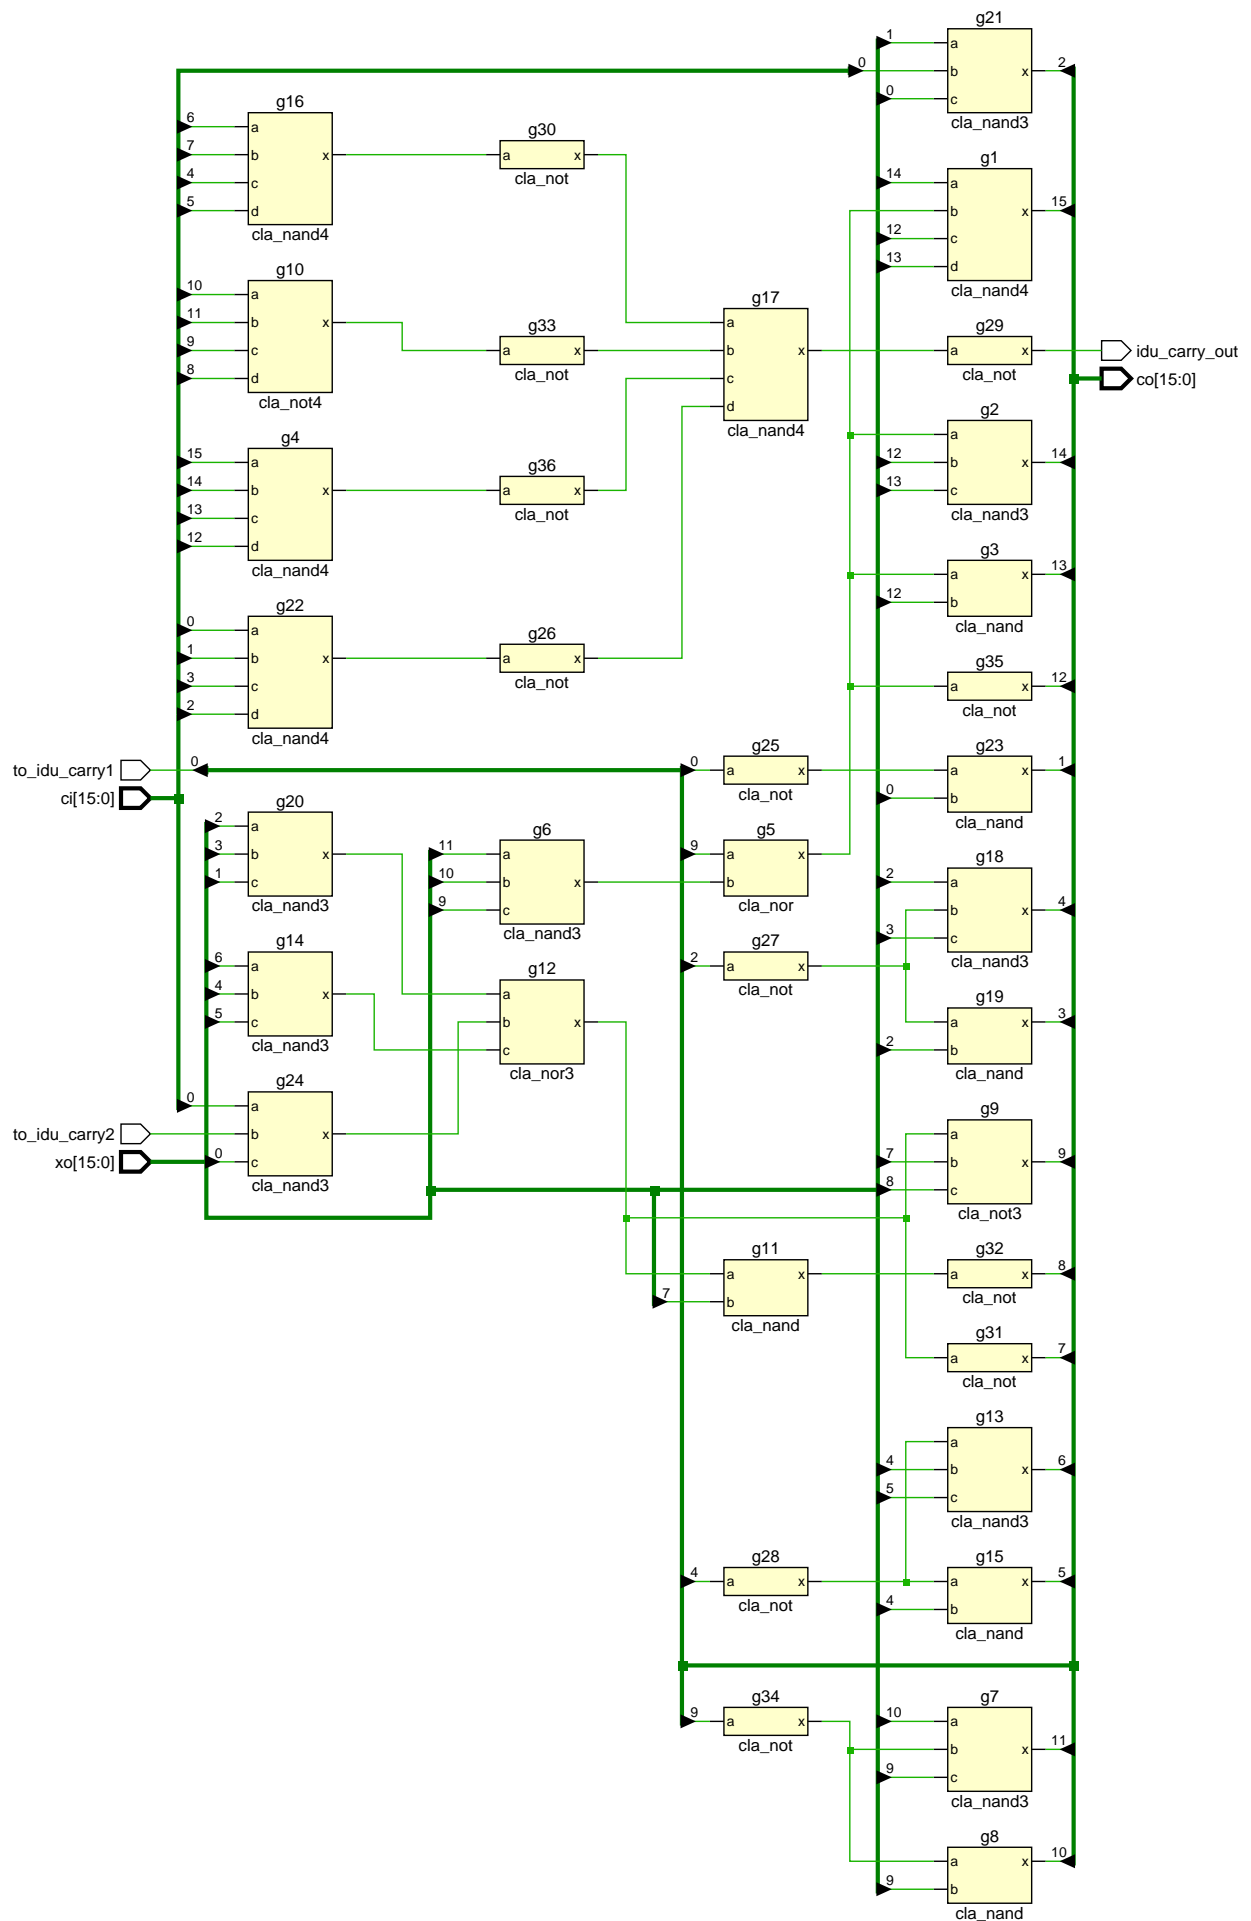 g21
1 a
0 b x 2
0 c
cla_nand3
g16
6 a
7 b x
4 c
5 d
cla_nand4
g30
a x
cla_not
g1
14 a
b x 15
12 c
13 d
cla_nand4
g10
10 a
11 b x
9 c
8 d
cla_not4
g33
a x
cla_not
g17
a
b x
c
d
cla_nand4
g29
a x
cla_not
idu_carry_out
co[15:0]
g2
a
12 b x 14
13 c
cla_nand3
g4
15 a
14 b x
13 c
12 d
cla_nand4
g36
a x
cla_not
g3
a x 13
12 b
cla_nand
g22
0 a
1 b x
3 c
2 d
cla_nand4
g26
a x
cla_not
g35
a x 12
cla_not
to_idu_carry1 0
ci[15:0]
g25
0 a x
cla_not
g23
a x 1
0 b
cla_nand
g20
2 a
3 b x
1 c
cla_nand3
g6
11 a
10 b x
9 c
cla_nand3
g5
9 a x
b
cla_nor
g18
2 a
b x 4
3 c
cla_nand3
g14
6 a
4 b x
5 c
cla_nand3
g12
a
b x
c
cla_nor3
g27
2 a x
cla_not
g19
a x 3
2 b
cla_nand
g24
0 a
to_idu_carry2 b x
xo[15:0] 0 c
cla_nand3
g9
a
7 b x 9
8 c
cla_not3
g11
a x
7 b
cla_nand
g32
a x 8
cla_not
g31
a x 7
cla_not
g13
a
4 b x 6
5 c
cla_nand3
g28
4 a x
cla_not
g15
a x 5
4 b
cla_nand
g34
9 a x
cla_not
g7
10 a
b x 11
9 c
cla_nand3
g8
a x 10
9 b
cla_nand